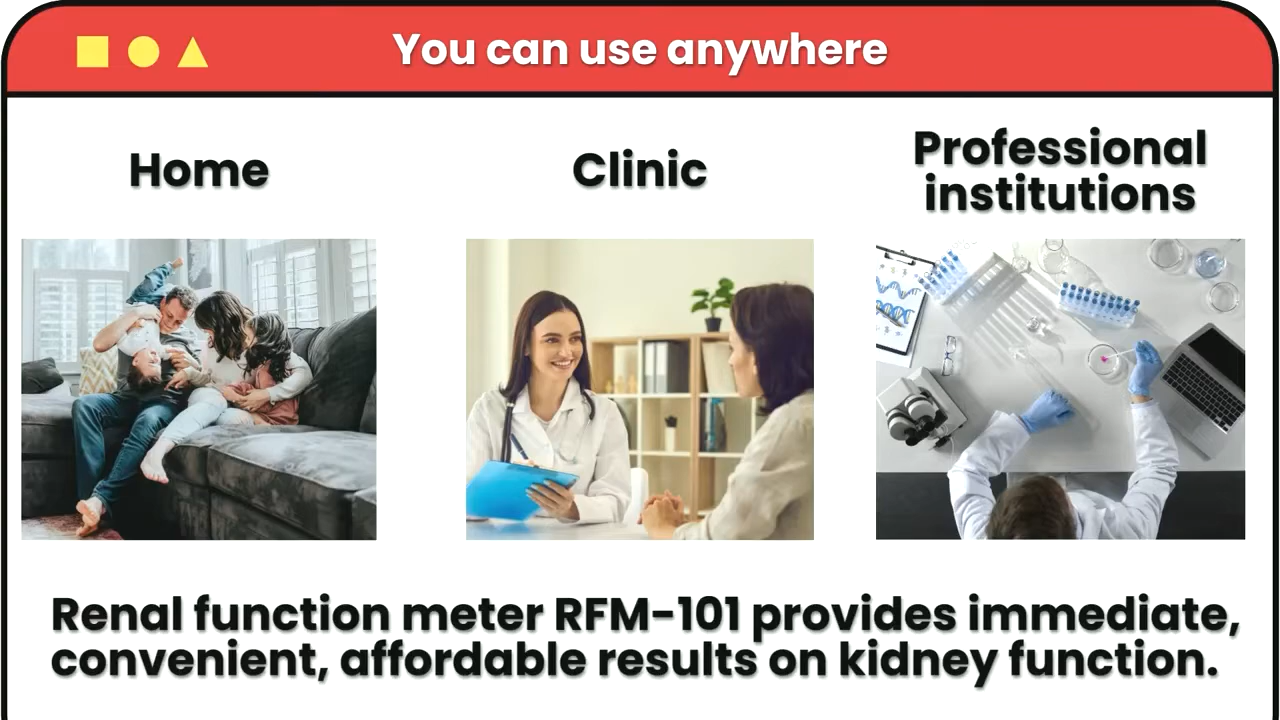 You can use anywhere
Home
Clinic
Professional
institutions
Renal function meter RFM-101 provides immediate,
convenient, affordable results on kidney function.